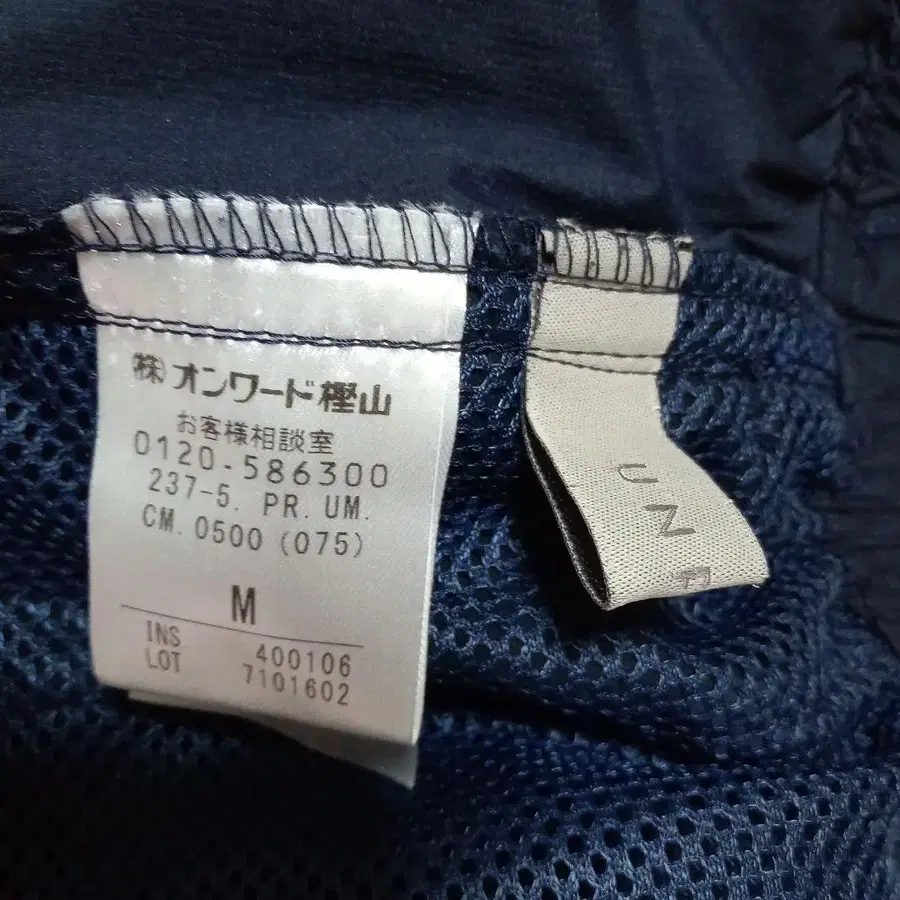 ㈱オンワード樫山
お客様相談室
0120-586300
237-5. PR. UM.
CM. 0500 (075)
M
INS 400106
LOT 7101602
UN